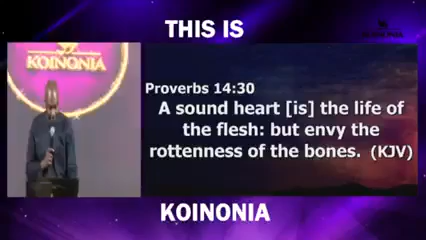 THIS IS
KOINONIA
Proverbs 14:30
A sound heart [is] the life of
the flesh: but envy the
rottenness of the bones. (KJV)
KOINONIA